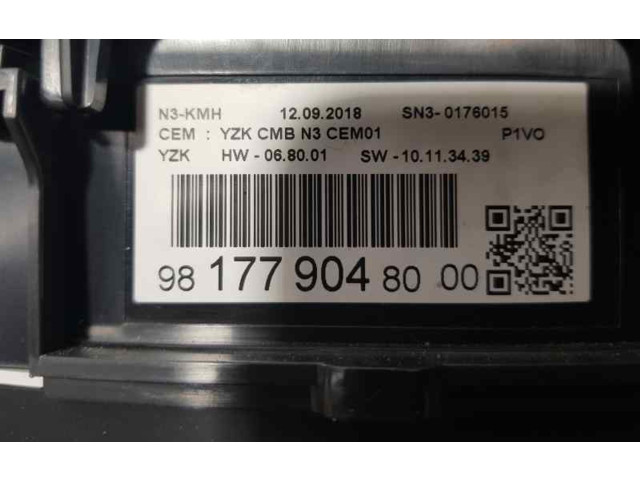 N3-KMH 12.09.2018 SN3-0176015
CEM : YZK CMB N3 CEM01 P1VO
YZK HW - 06.80.01 SW - 10.11.34.39
98 177 904 80 00